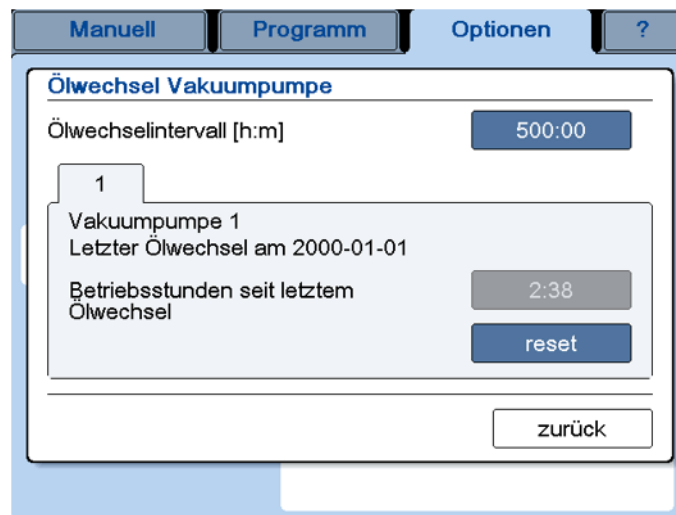 Manuell Programm Optionen ?
Ölwechsel Vakuumpumpe
Ölwechselintervall [h:m] 500:00
1
Vakuumpumpe 1
Letzter Ölwechsel am 2000-01-01
Betriebsstunden seit letztem 2:38
Ölwechsel
reset
zurück